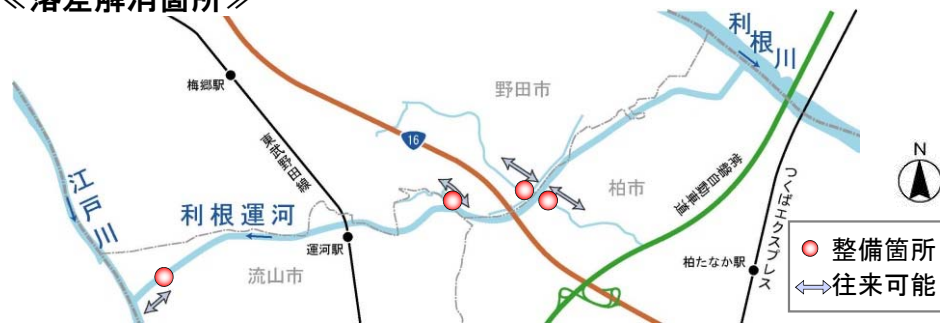 ≪落差解消箇所≫
利根川
野田市
梅郷駅
16
東武野田線
常磐自動車道
つくばエクスプレス
N
柏市
江戸川
利根運河
運河駅
流山市
柏たなか駅
整備箇所
往来可能